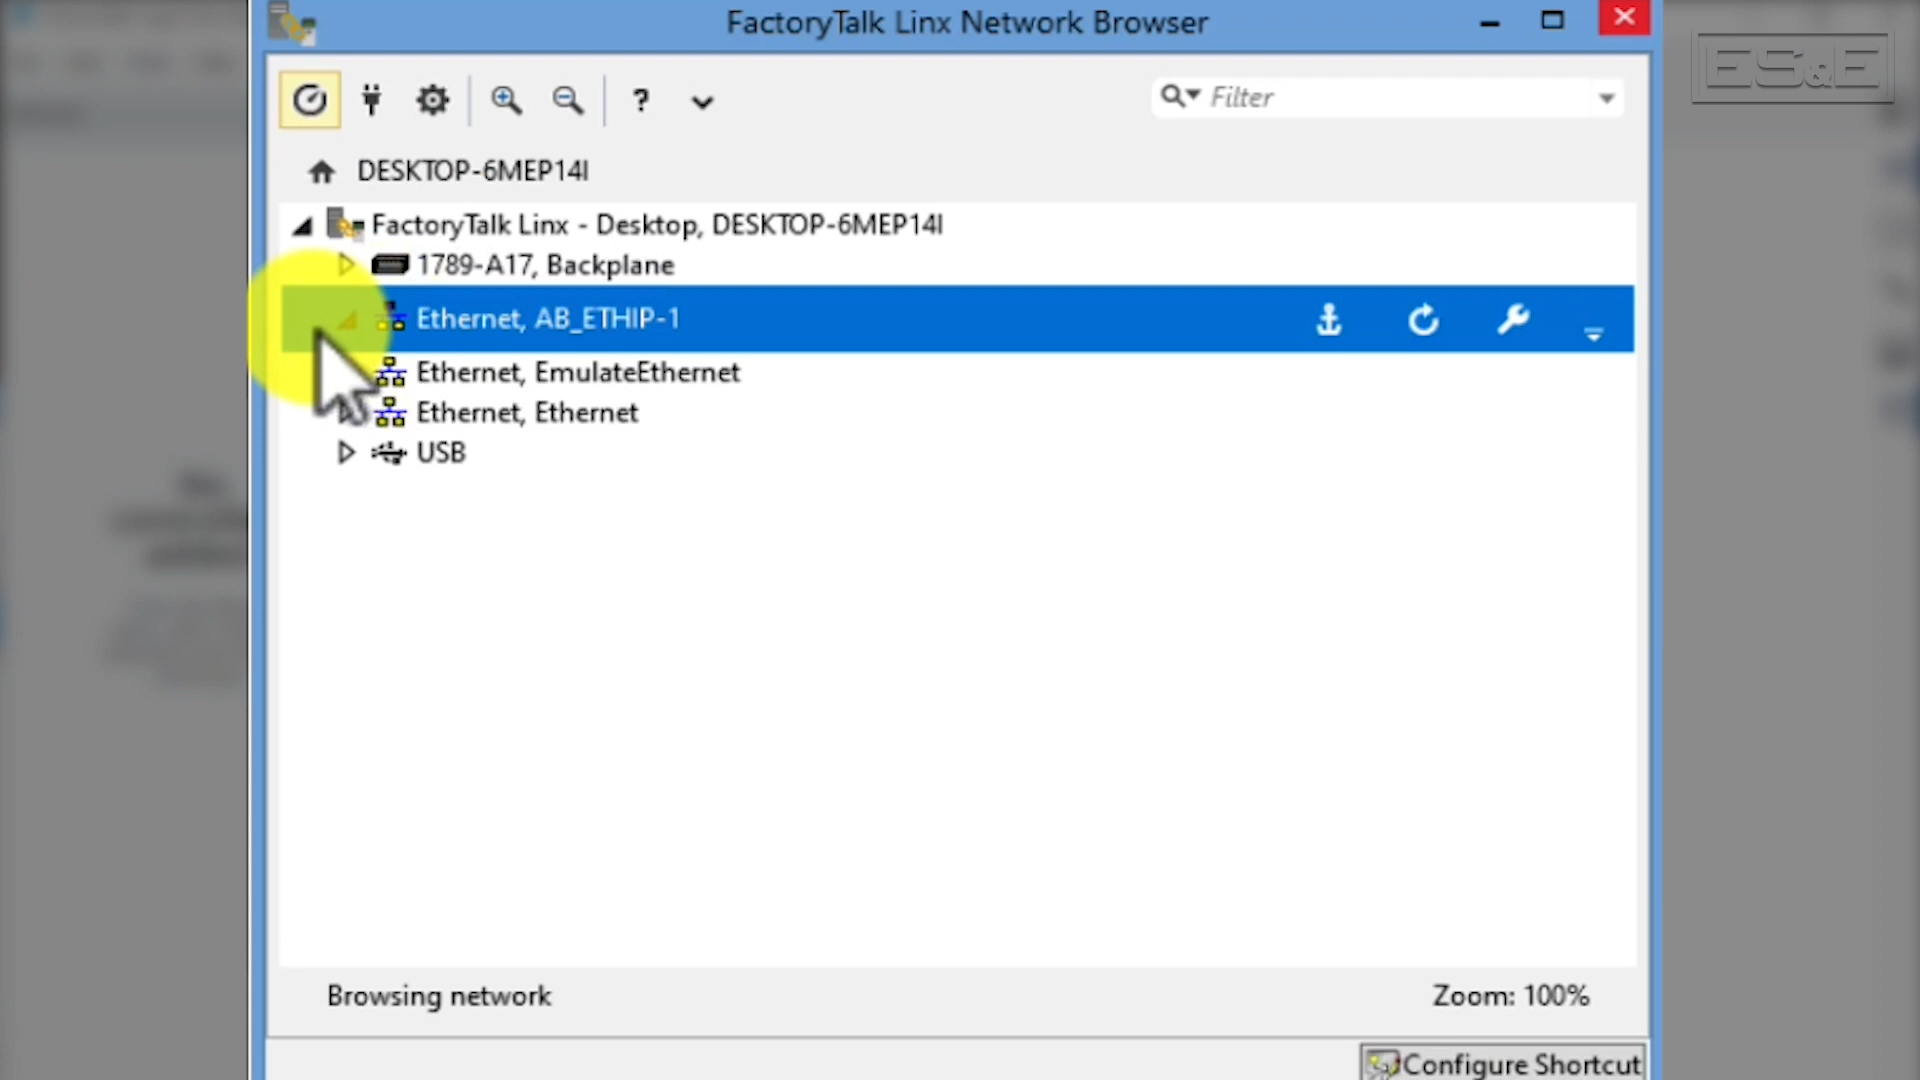 FactoryTalk Linx Network Browser
ES&E
? Filter
DESKTOP-6MEP14I
FactoryTalk Linx - Desktop, DESKTOP-6MEP14I
1789-A17, Backplane
Ethernet, AB_ETHIP-1
Ethernet, EmulateEthernet
Ethernet, Ethernet
USB
Browsing network
Zoom: 100%
Configure Shortcut